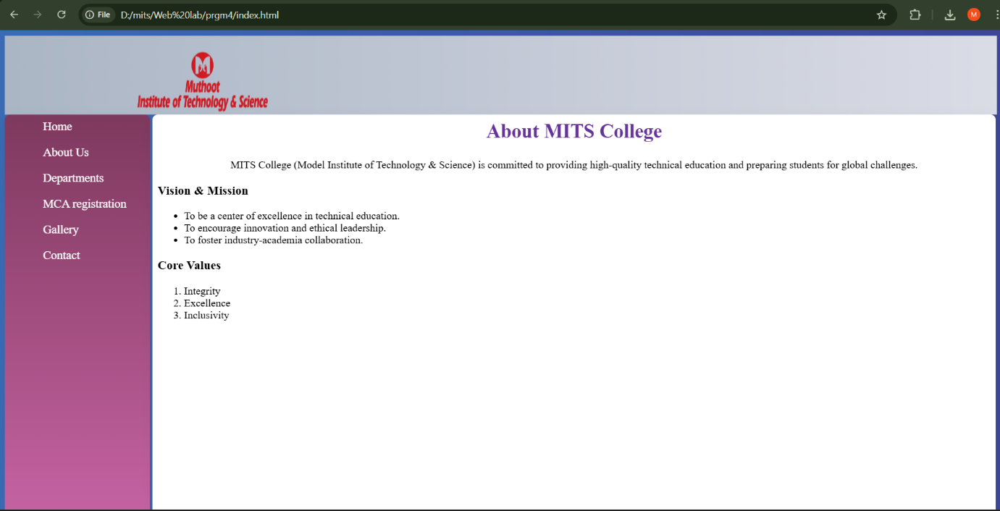 File D:/mits/Web%20lab/prgm4/index.html M
M
Muthoot
Institute of Technology & Science
Home
About Us
Departments
MCA registration
Gallery
Contact
About MITS College
MITS College (Model Institute of Technology & Science) is committed to providing high-quality technical education and preparing students for global challenges.
Vision & Mission
• To be a center of excellence in technical education.
• To encourage innovation and ethical leadership.
• To foster industry-academia collaboration.
Core Values
1. Integrity
2. Excellence
3. Inclusivity